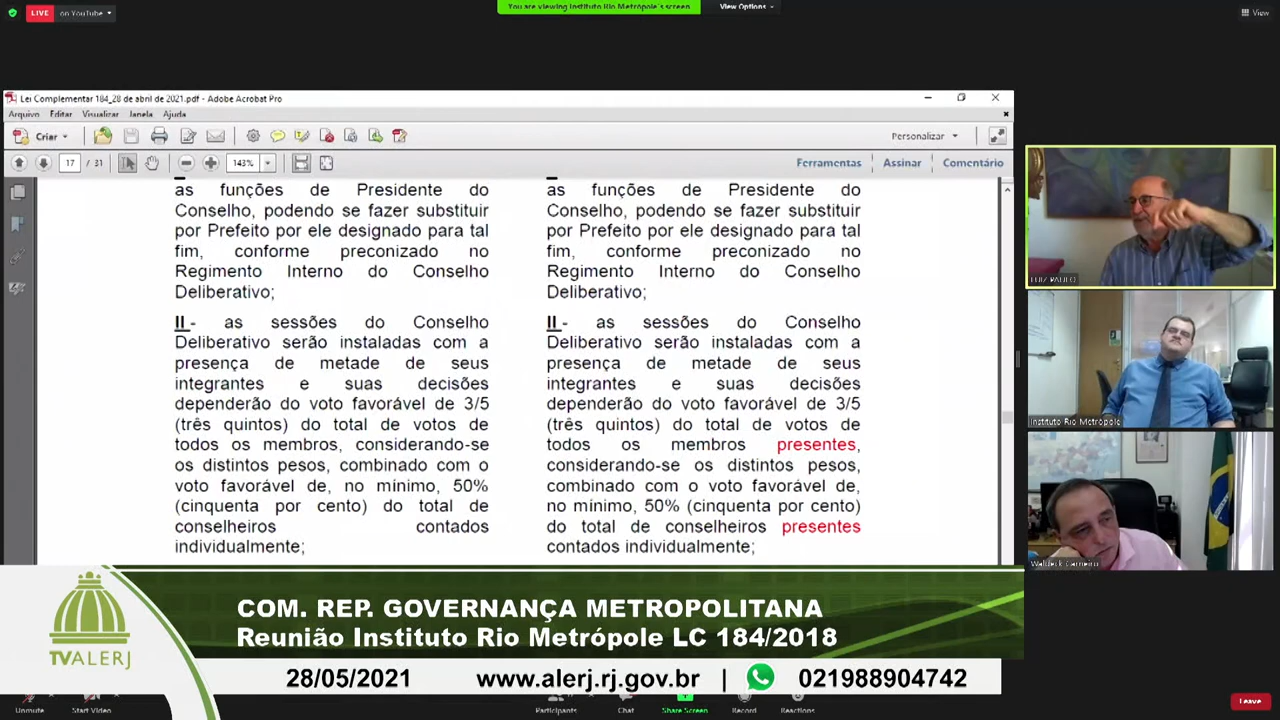 LIVE on YouTube
You are viewing Instituto Rio Metrópole's screen
View Options
View
Lei Complementar 184_28 de abril de 2021.pdf - Adobe Acrobat Pro
Arquivo Editar Visualizar Janela Ajuda
Criar
Personalizar
17 / 31
143%
Ferramentas
Assinar
Comentário
as funções de Presidente do
Conselho, podendo se fazer substituir
por Prefeito por ele designado para tal
fim, conforme preconizado no
Regimento Interno do Conselho
Deliberativo;
II - as sessões do Conselho
Deliberativo serão instaladas com a
presença de metade de seus
integrantes e suas decisões
dependerão do voto favorável de 3/5
(três quintos) do total de votos de
todos os membros, considerando-se
os distintos pesos, combinado com o
voto favorável de, no mínimo, 50%
(cinquenta por cento) do total de
conselheiros contados
individualmente;
as funções de Presidente do
Conselho, podendo se fazer substituir
por Prefeito por ele designado para tal
fim, conforme preconizado no
Regimento Interno do Conselho
Deliberativo;
II - as sessões do Conselho
Deliberativo serão instaladas com a
presença de metade de seus
integrantes e suas decisões
dependerão do voto favorável de 3/5
(três quintos) do total de votos de
todos os membros presentes,
considerando-se os distintos pesos,
combinado com o voto favorável de,
no mínimo, 50% (cinquenta por cento)
do total de conselheiros presentes
contados individualmente;
LUIZ PAULO
Instituto Rio Metrópole
Waldeck Carneiro
TVALERJ
COM. REP. GOVERNANÇA METROPOLITANA
Reunião Instituto Rio Metrópole LC 184/2018
28/05/2021 www.alerj.rj.gov.br | 021988904742
Unmute
Start Video
Participants
Chat
Share Screen
Record
Reactions
Leave